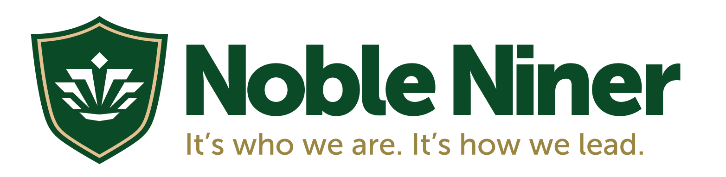 Noble Niner
It’s who we are. It’s how we lead.